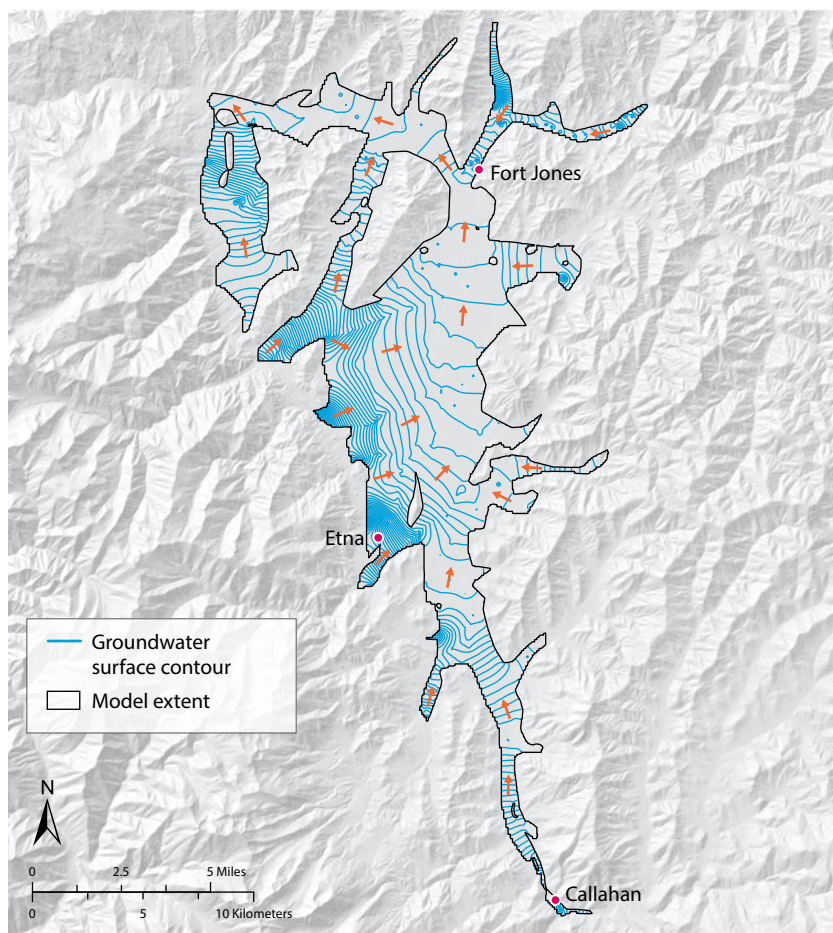 Fort Jones
Etna
Groundwater
surface contour
Model extent
N
0 2.5 5 Miles
0 5 10 Kilometers
Callahan